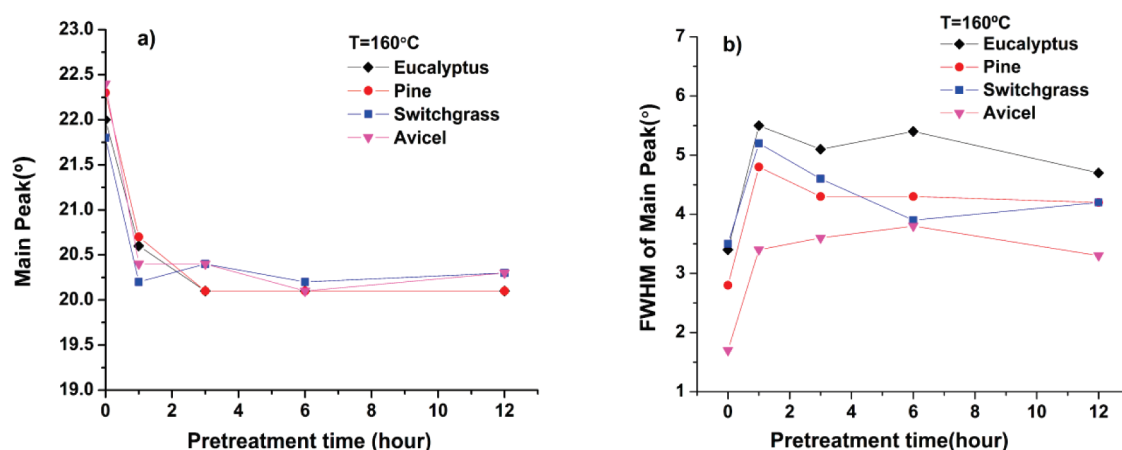 a)
T=160°C
Eucalyptus
Pine
Switchgrass
Avicel
Main Peak(º)
23.0
22.5
22.0
21.5
21.0
20.5
20.0
19.5
19.0
0 2 4 6 8 10 12
Pretreatment time (hour)
b)
T=160ºC
Eucalyptus
Pine
Switchgrass
Avicel
FWHM of Main Peak(º)
7
6
5
4
3
2
1
0 2 4 6 8 10 12
Pretreatment time(hour)